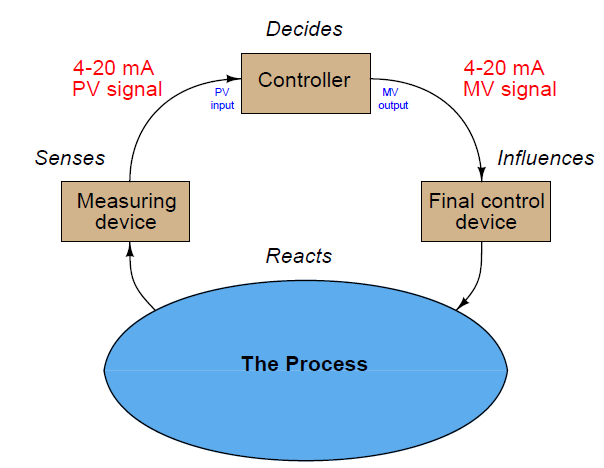 Decides
4-20 mA
PV signal
PV
input
Controller
MV
output
4-20 mA
MV signal
Senses
Influences
Measuring
device
Final control
device
Reacts
The Process